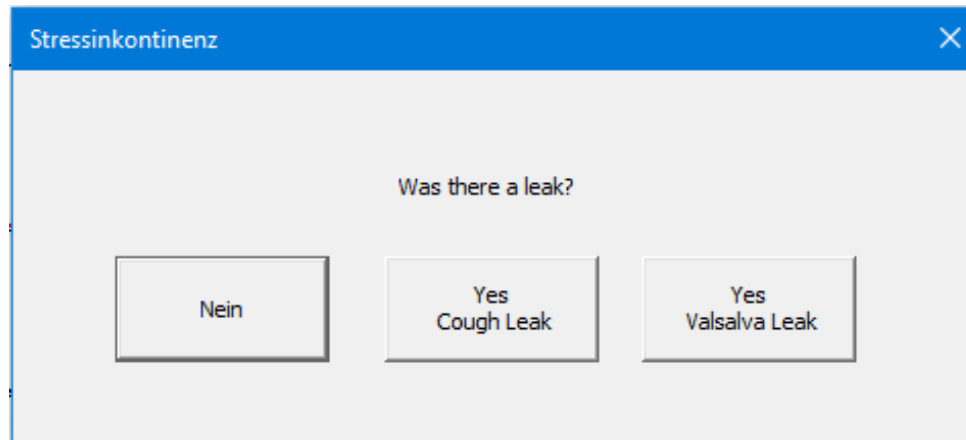 Stressinkontinenz
Was there a leak?
Nein
Yes
Cough Leak
Yes
Valsalva Leak